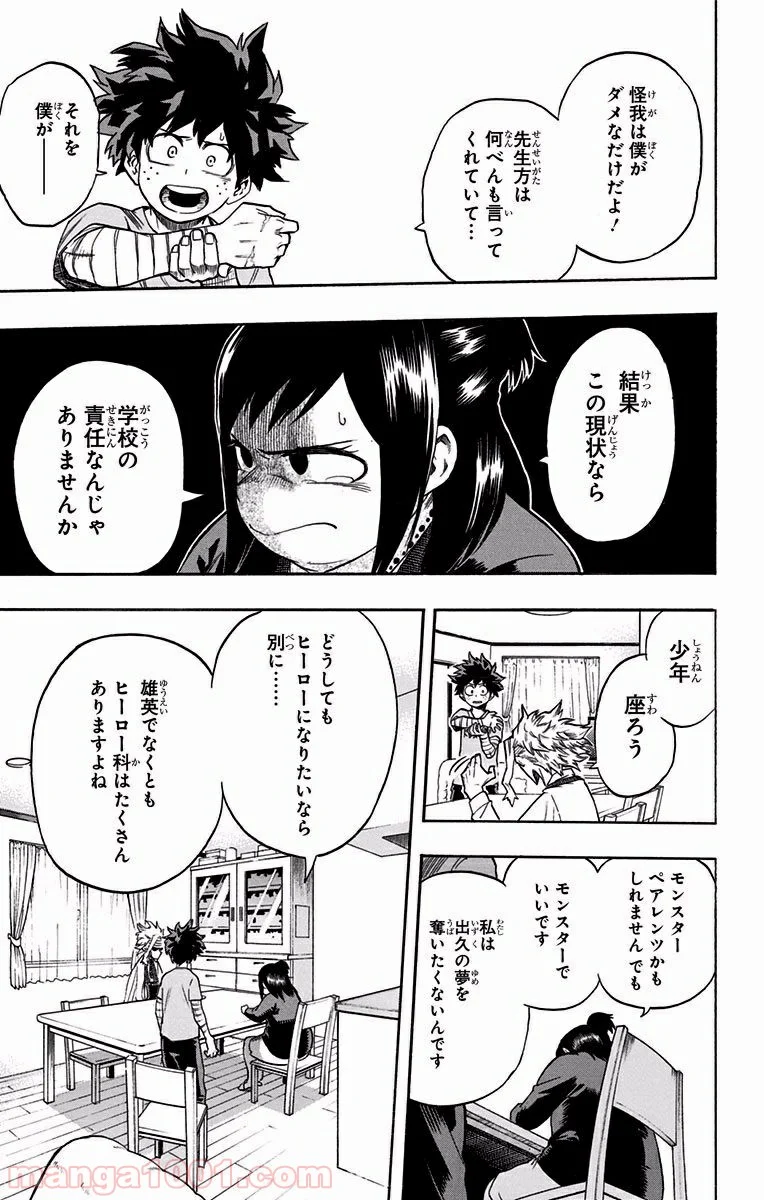 怪我は僕が
ダメなだけだよ！
先生方は
何べんも言って
くれていて…
それを
僕が――
結果
この現状なら
学校の
責任なんじゃ
ありませんか
少年
座ろう
モンスター
ペアレンツかも
しれません でも
モンスターで
いいです
私は
出久の夢を
奪いたくないんです
どうしても
ヒーローになりたいなら
別に……
雄英でなくとも
ヒーロー科はたくさん
ありますよね
manga1001.com